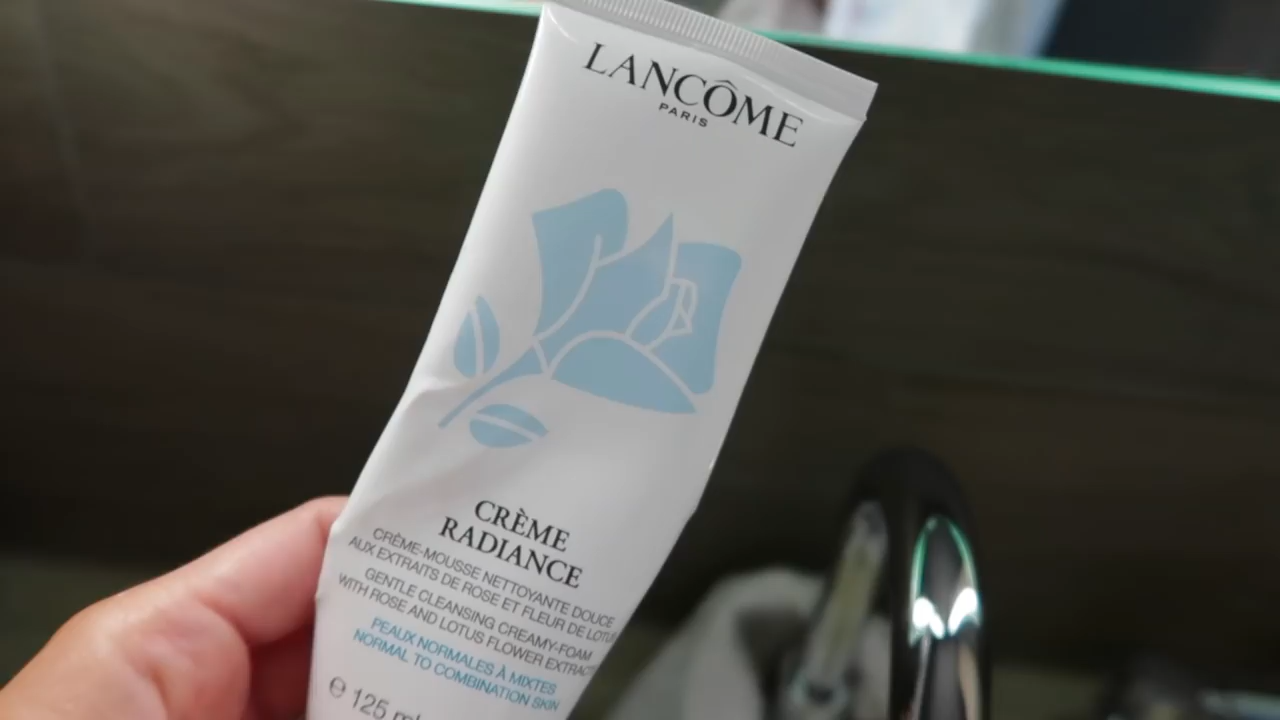 LANCÔME
PARIS
CRÈME
RADIANCE
CRÈME-MOUSSE NETTOYANTE DOUCE
AUX EXTRAITS DE ROSE ET FLEUR DE LOTUS
GENTLE CLEANSING CREAMY-FOAM
WITH ROSE AND LOTUS FLOWER EXTRACTS
PEAUX NORMALES À MIXTES
NORMAL TO COMBINATION SKIN
℮ 125 ml